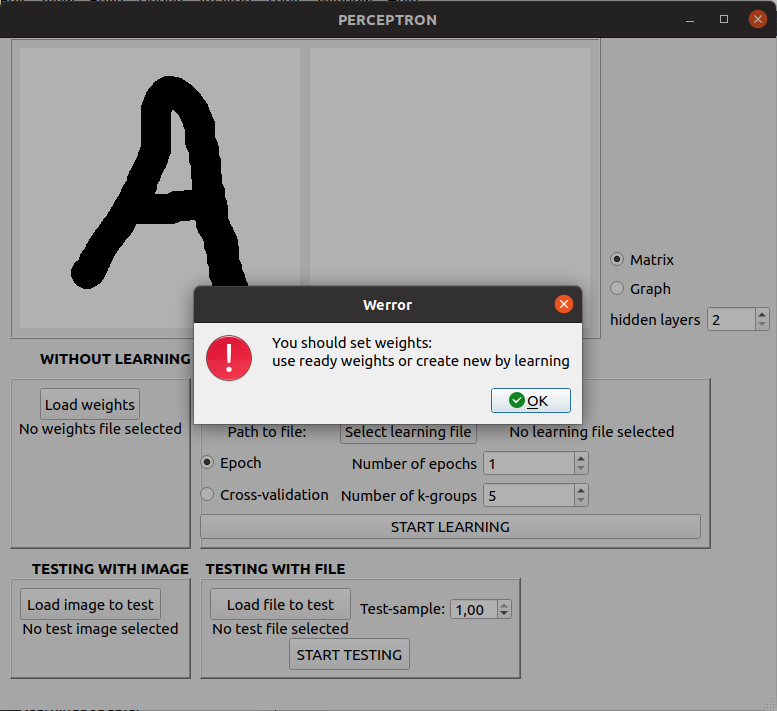 PERCEPTRON
A
Matrix
Graph
hidden layers 2
Werror
You should set weights:
use ready weights or create new by learning
OK
WITHOUT LEARNING
Load weights
No weights file selected
Path to file: Select learning file No learning file selected
Epoch Number of epochs 1
Cross-validation Number of k-groups 5
START LEARNING
TESTING WITH IMAGE
Load image to test
No test image selected
TESTING WITH FILE
Load file to test Test-sample: 1,00
No test file selected
START TESTING